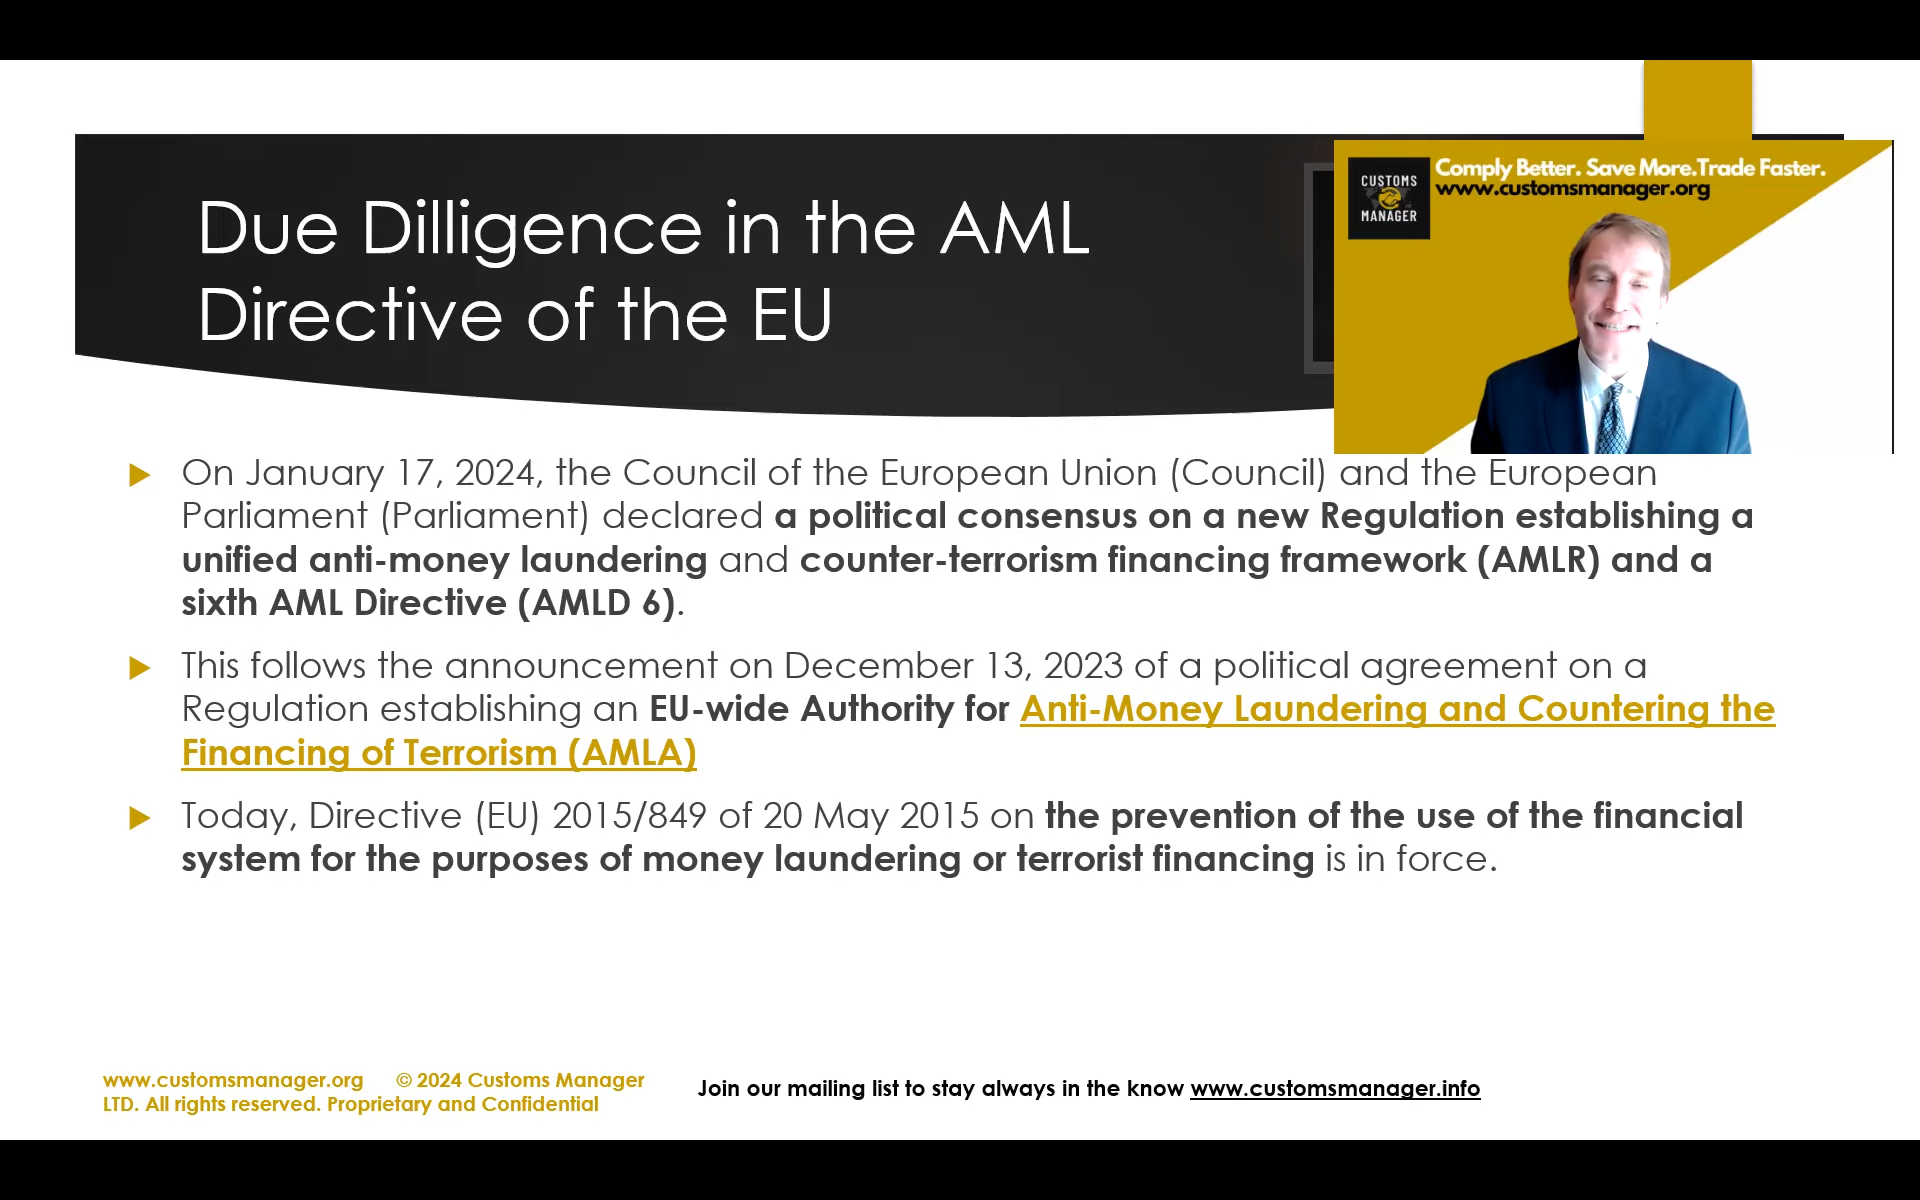 Comply Better. Save More.Trade Faster.
www.customsmanager.org
CUSTOMS
MANAGER
Due Dilligence in the AML
Directive of the EU
On January 17, 2024, the Council of the European Union (Council) and the European
Parliament (Parliament) declared a political consensus on a new Regulation establishing a
unified anti-money laundering and counter-terrorism financing framework (AMLR) and a
sixth AML Directive (AMLD 6).
This follows the announcement on December 13, 2023 of a political agreement on a
Regulation establishing an EU-wide Authority for Anti-Money Laundering and Countering the
Financing of Terrorism (AMLA)
Today, Directive (EU) 2015/849 of 20 May 2015 on the prevention of the use of the financial
system for the purposes of money laundering or terrorist financing is in force.
www.customsmanager.org © 2024 Customs Manager
LTD. All rights reserved. Proprietary and Confidential
Join our mailing list to stay always in the know www.customsmanager.info